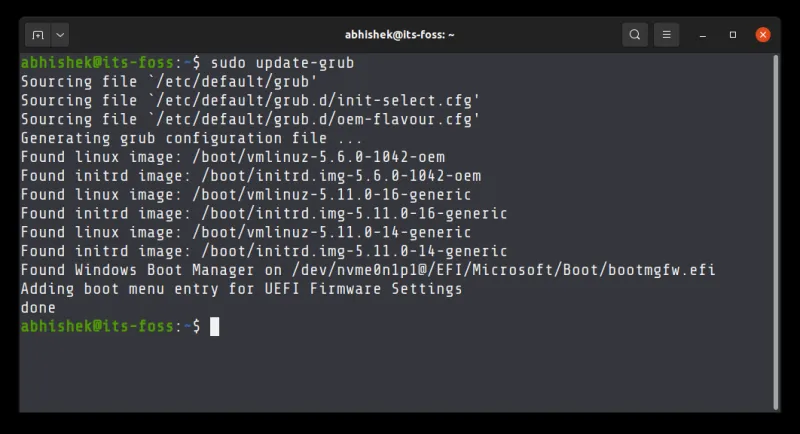 abhishek@its-foss: ~
abhishek@its-foss:~$ sudo update-grub
Sourcing file `/etc/default/grub'
Sourcing file `/etc/default/grub.d/init-select.cfg'
Sourcing file `/etc/default/grub.d/oem-flavour.cfg'
Generating grub configuration file ...
Found linux image: /boot/vmlinuz-5.6.0-1042-oem
Found initrd image: /boot/initrd.img-5.6.0-1042-oem
Found linux image: /boot/vmlinuz-5.11.0-16-generic
Found initrd image: /boot/initrd.img-5.11.0-16-generic
Found linux image: /boot/vmlinuz-5.11.0-14-generic
Found initrd image: /boot/initrd.img-5.11.0-14-generic
Found Windows Boot Manager on /dev/nvme0n1p1@/EFI/Microsoft/Boot/bootmgfw.efi
Adding boot menu entry for UEFI Firmware Settings
done
abhishek@its-foss:~$